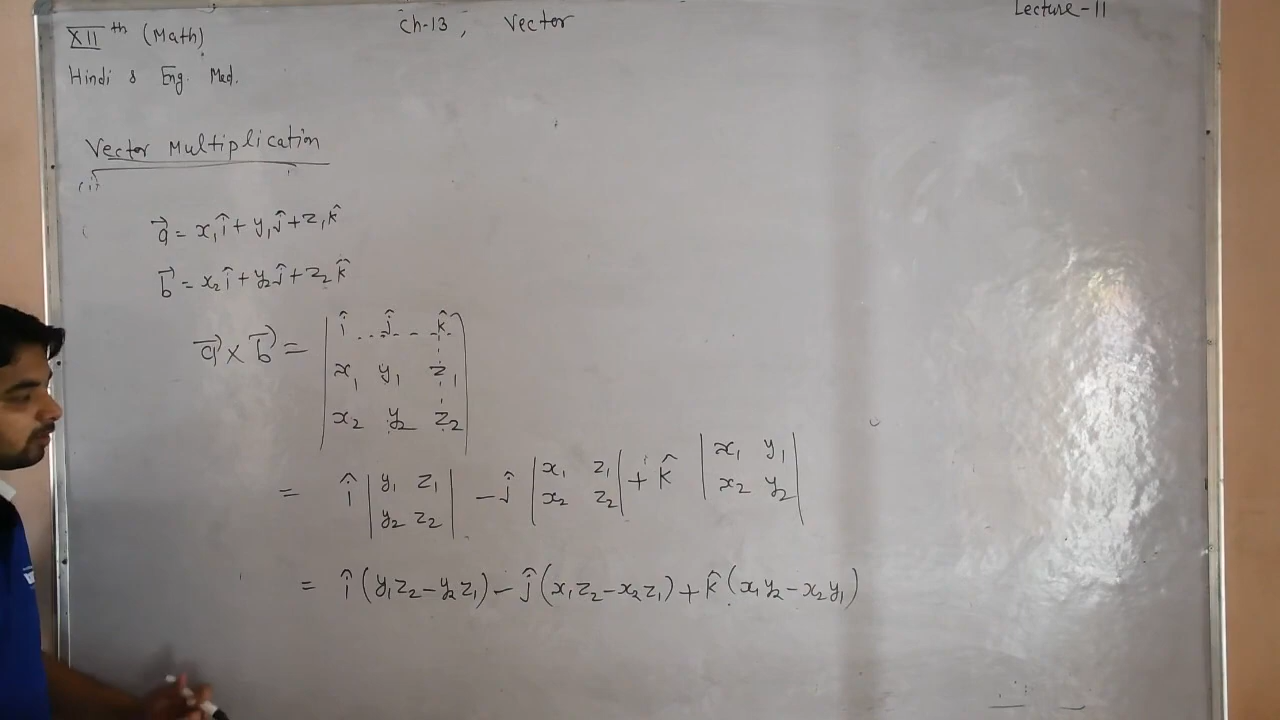 XIIth (Math)
Ch-13, Vector
Lecture-11
Hindi & Eng. Med.
Vector Multiplication
(i)
a⃗ = x₁î + y₁ĵ + z₁k̂
b⃗ = x₂î + y₂ĵ + z₂k̂
a⃗ × b⃗ = | î ĵ k̂ |
| x₁ y₁ z₁ |
| x₂ y₂ z₂ |
= î | y₁ z₁ | - ĵ | x₁ z₁ | + k̂ | x₁ y₁ |
| y₂ z₂ | | x₂ z₂ | | x₂ y₂ |
= î (y₁z₂ - y₂z₁) - ĵ (x₁z₂ - x₂z₁) + k̂ (x₁y₂ - x₂y₁)